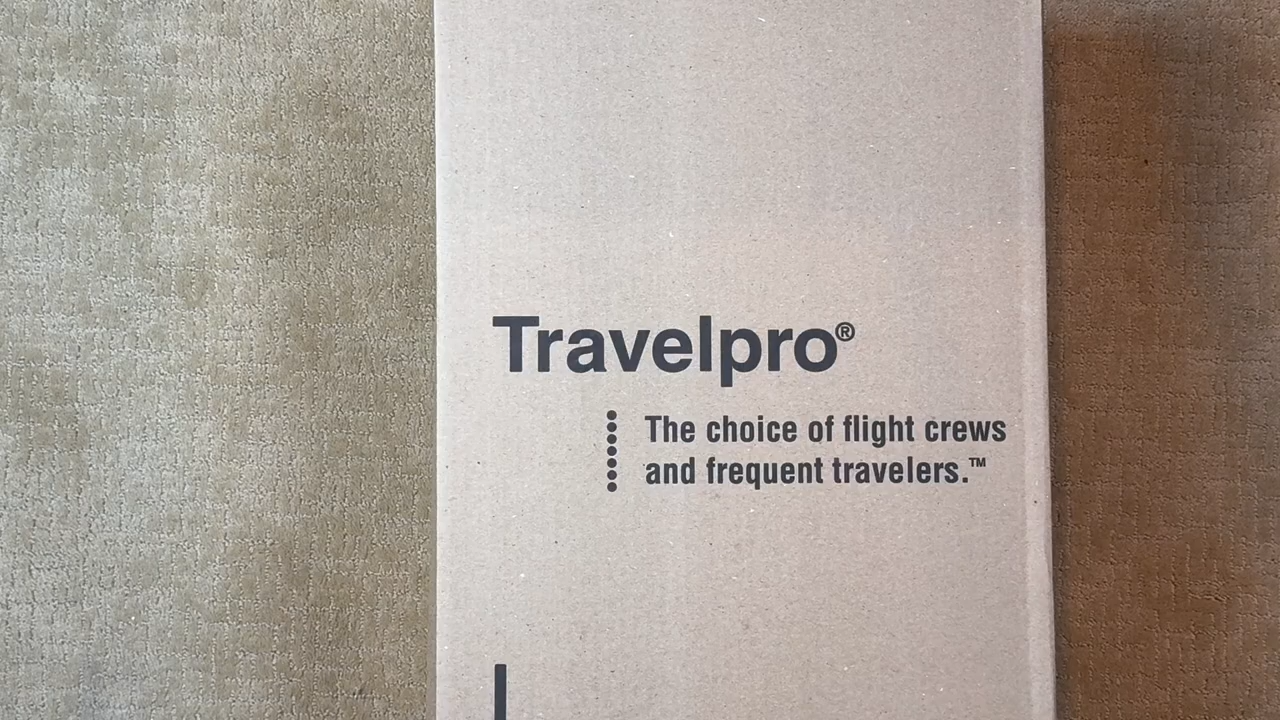 Travelpro®
The choice of flight crews
and frequent travelers.™